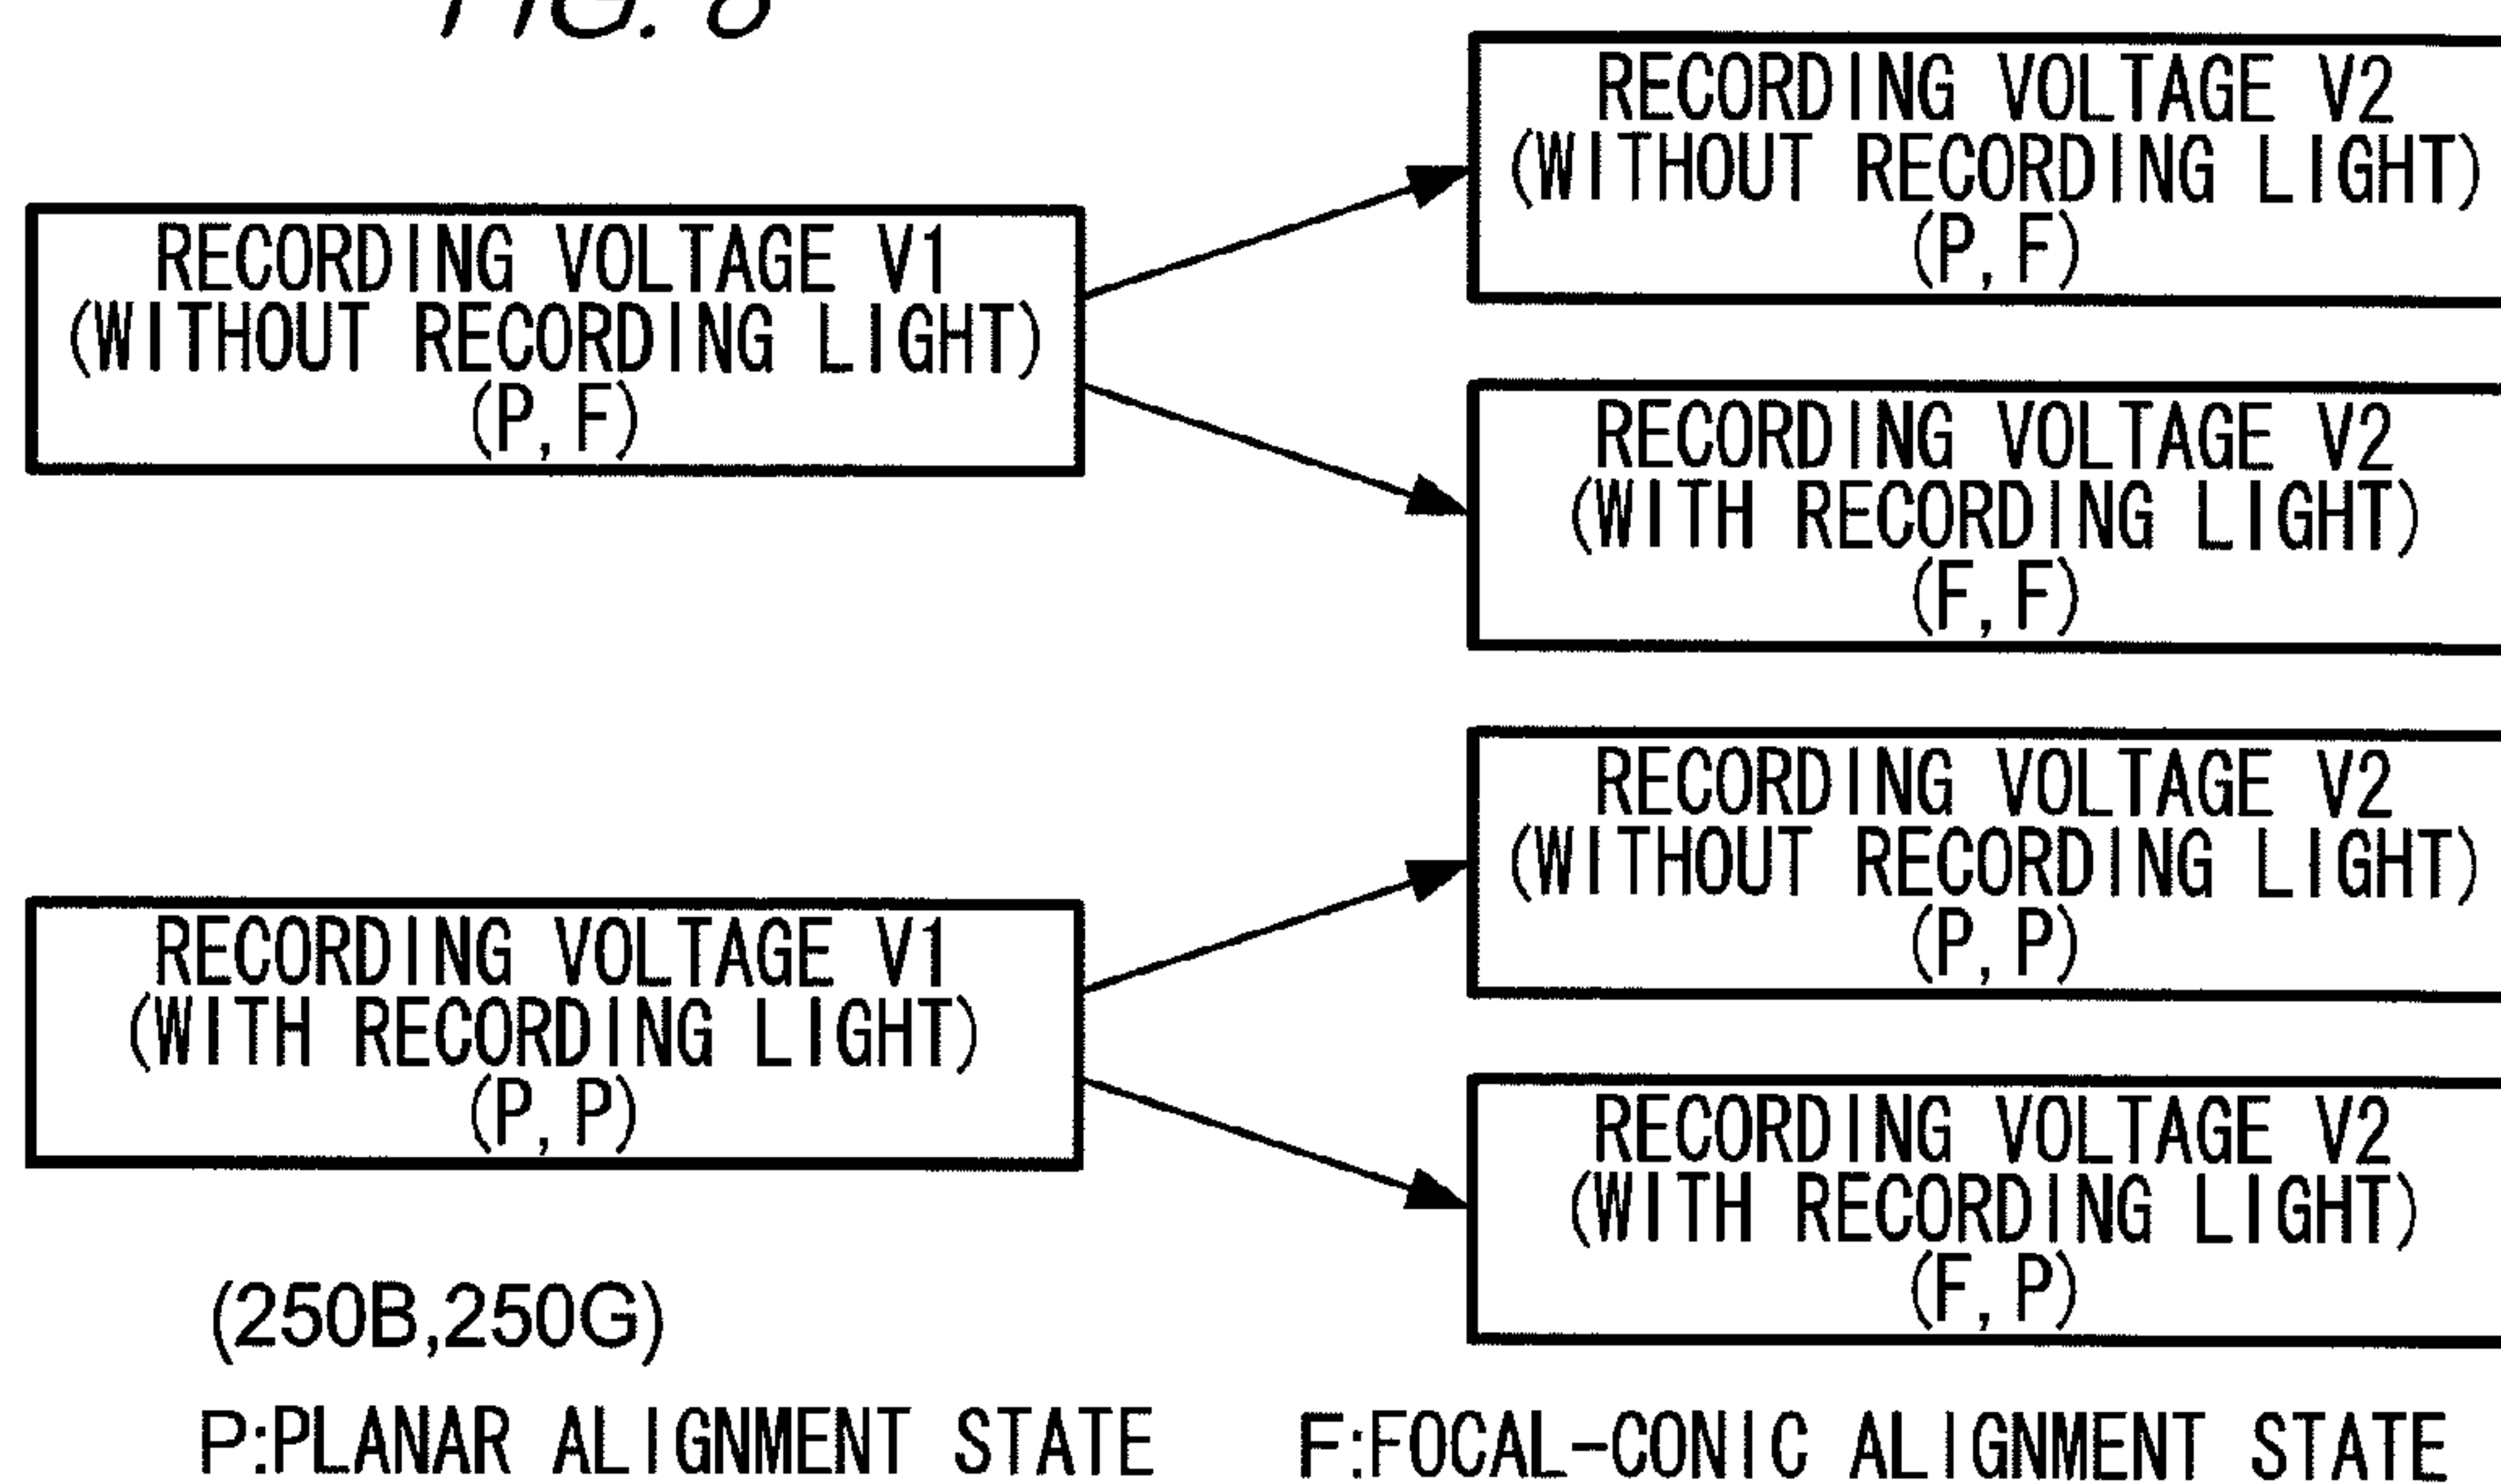 RECORDING VOLTAGE V1
(WITHOUT RECORDING LIGHT)
(P, F)
RECORDING VOLTAGE V2
(WITHOUT RECORDING LIGHT)
(P, F)
RECORDING VOLTAGE V2
(WITH RECORDING LIGHT)
(F, F)
RECORDING VOLTAGE V1
(WITH RECORDING LIGHT)
(P, P)
RECORDING VOLTAGE V2
(WITHOUT RECORDING LIGHT)
(P, P)
RECORDING VOLTAGE V2
(WITH RECORDING LIGHT)
(F, P)
(250B,250G)
P:PLANAR ALIGNMENT STATE F:FOCAL-CONIC ALIGNMENT STATE